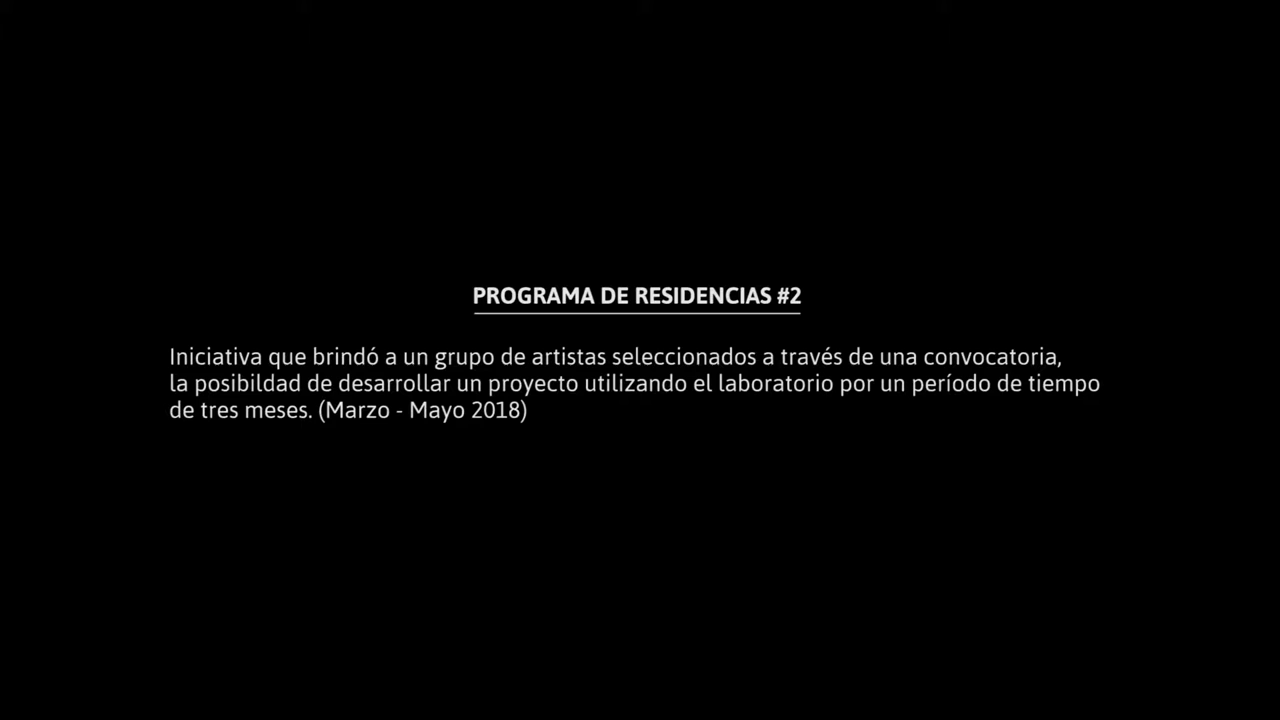 PROGRAMA DE RESIDENCIAS #2
Iniciativa que brindó a un grupo de artistas seleccionados a través de una convocatoria,
la posibildad de desarrollar un proyecto utilizando el laboratorio por un período de tiempo
de tres meses. (Marzo - Mayo 2018)